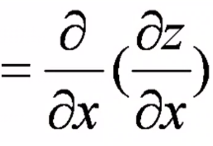 = ∂/∂x (∂z/∂x)